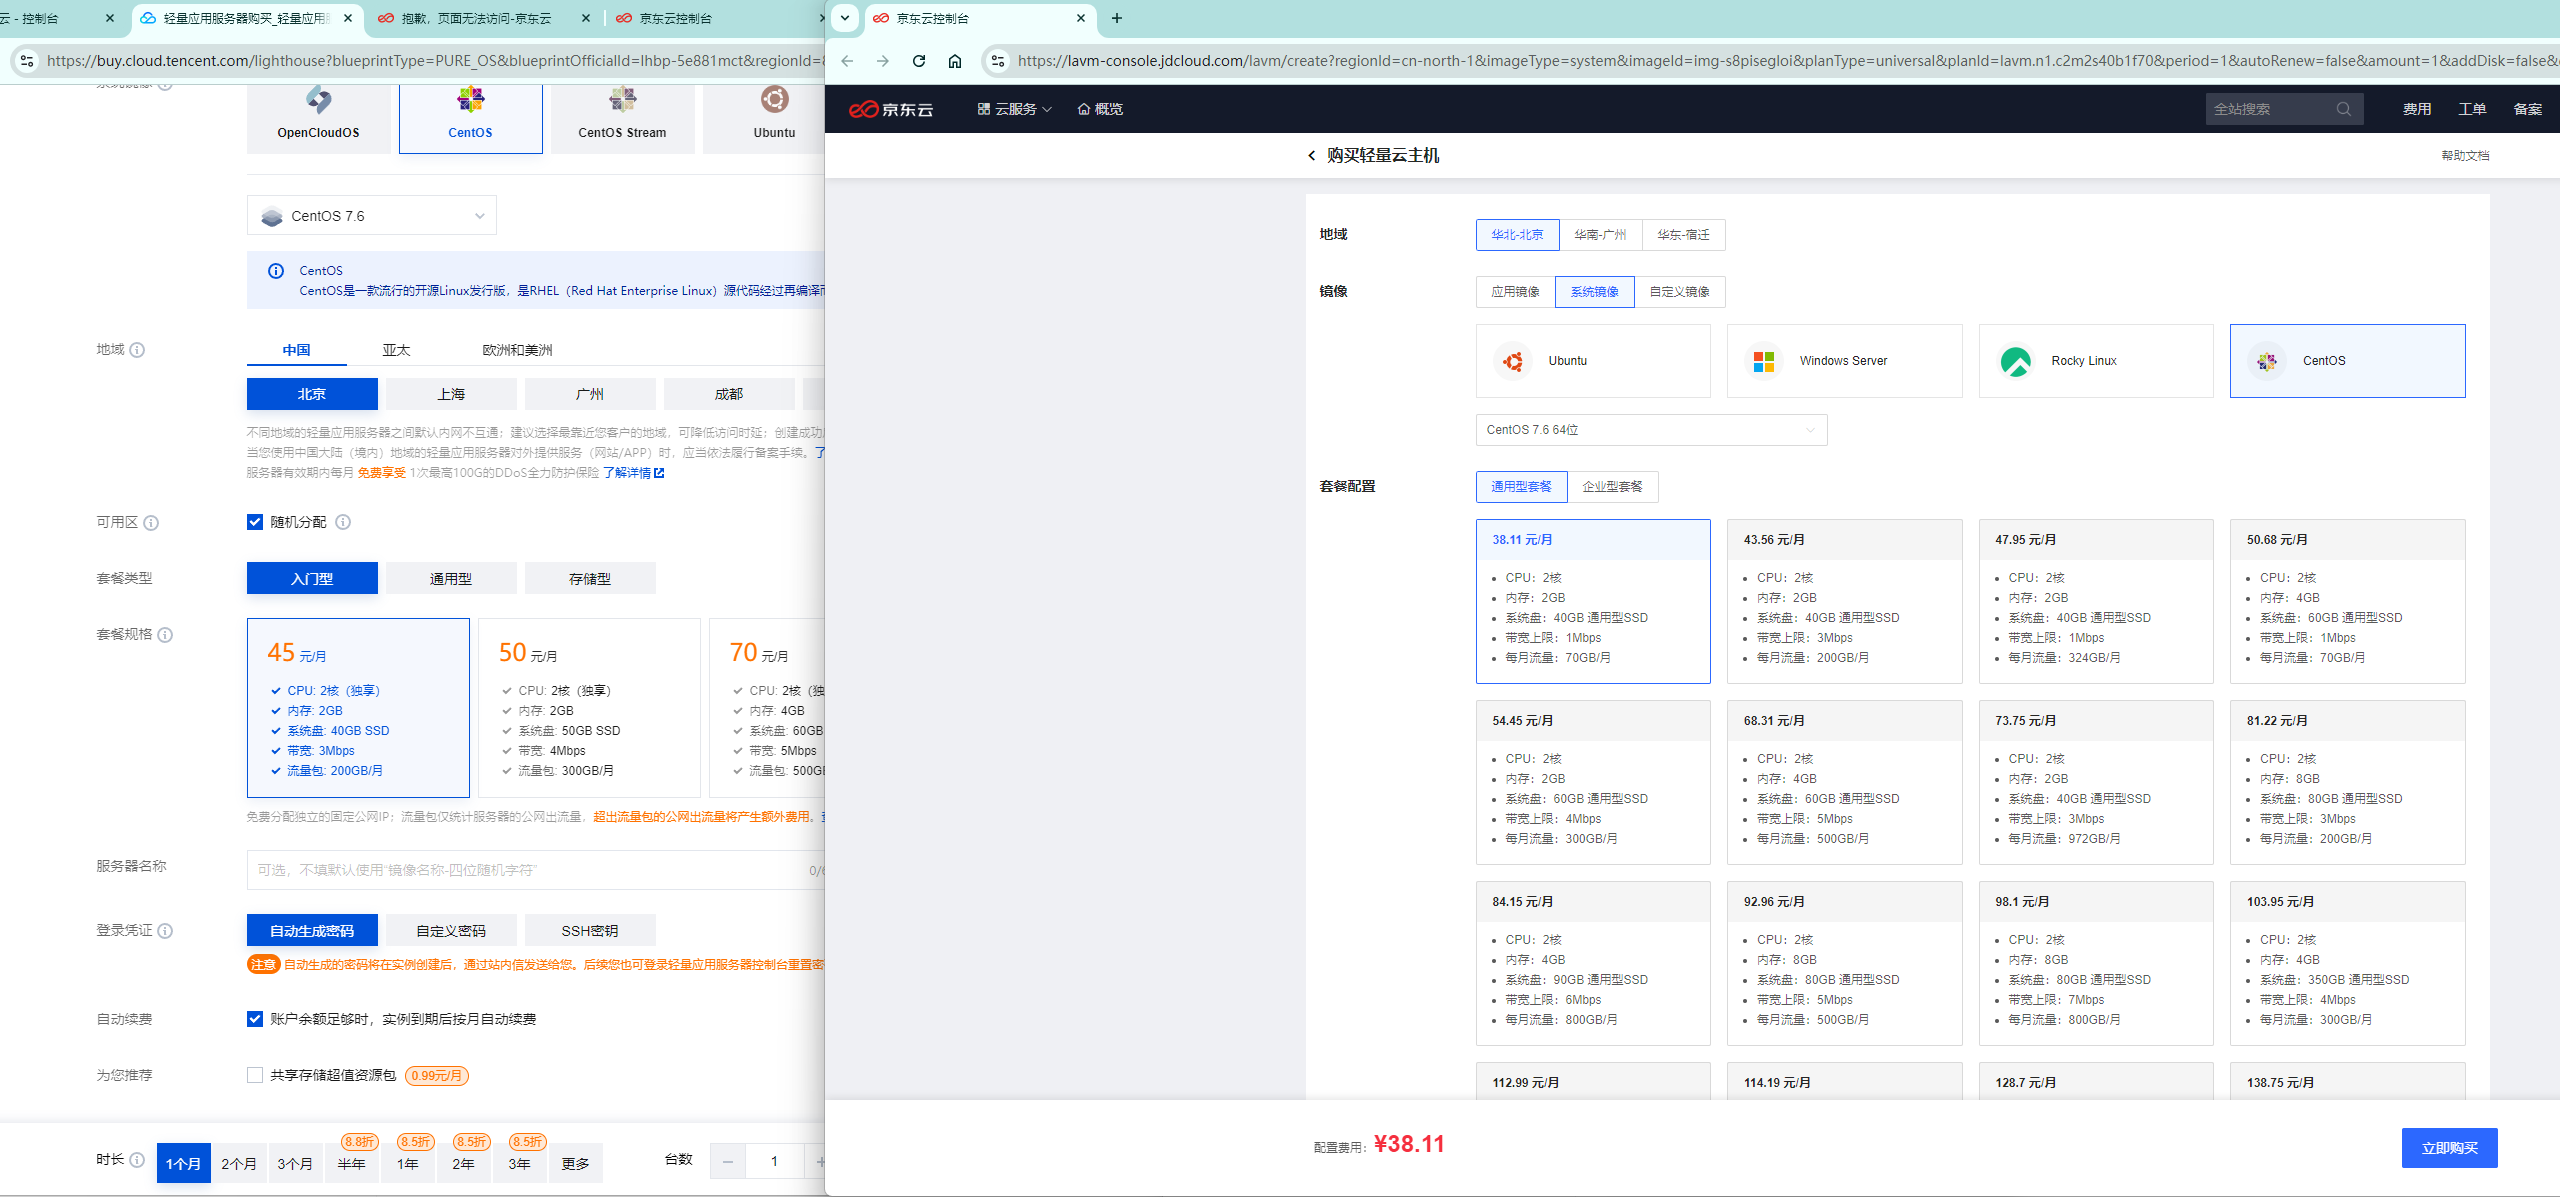 云 - 控制台
轻量应用服务器购买_轻量应用
抱歉，页面无法访问-京东云
京东云控制台
https://buy.cloud.tencent.com/lighthouse?blueprintType=PURE_OS&blueprintOfficialId=lhbp-5e881mct&regionId=
OpenCloudOS
CentOS
CentOS Stream
Ubuntu
CentOS 7.6
CentOS
CentOS是一款流行的开源Linux发行版，是RHEL（Red Hat Enterprise Linux）源代码经过再编译
地域
中国
亚太
欧洲和美洲
北京
上海
广州
成都
不同地域的轻量应用服务器之间默认内网不互通；建议选择最靠近您客户的地域，可降低访问时延；创建成功
当您使用中国大陆（境内）地域的轻量应用服务器对外提供服务（网站/APP）时，应当依法履行备案手续。了
服务器有效期内每月 免费享受 1次最高100G的DDoS全力防护保险 了解详情
可用区
随机分配
套餐类型
入门型
通用型
存储型
套餐规格
45 元/月
CPU: 2核（独享）
内存: 2GB
系统盘: 40GB SSD
带宽: 3Mbps
流量包: 200GB/月
50 元/月
CPU: 2核（独享）
内存: 2GB
系统盘: 50GB SSD
带宽: 4Mbps
流量包: 300GB/月
70 元/月
CPU: 2核（独
内存: 4GB
系统盘: 60GB
带宽: 5Mbps
流量包: 500G
免费分配独立的固定公网IP；流量包仅统计服务器的公网出流量，超出流量包的公网出流量将产生额外费用。
服务器名称
可选，不填默认使用“镜像名称-四位随机字符”
0/6
登录凭证
自动生成密码
自定义密码
SSH密钥
注意 自动生成的密码将在实例创建后，通过站内信发送给您。后续您也可登录轻量应用服务器控制台重置密
自动续费
账户余额足够时，实例到期后按月自动续费
为您推荐
共享存储超值资源包 0.99元/月
时长
1个月
2个月
3个月
8.8折
半年
8.5折
1年
8.5折
2年
8.5折
3年
更多
台数
1
京东云控制台
https://lavm-console.jdcloud.com/lavm/create?regionId=cn-north-1&imageType=system&imageId=img-s8pisegloi&planType=universal&planId=lavm.n1.c2m2s40b1f70&period=1&autoRenew=false&amount=1&addDisk=false&
京东云
云服务
概览
全站搜索
费用
工单
备案
购买轻量云主机
帮助文档
地域
华北-北京
华南-广州
华东-宿迁
镜像
应用镜像
系统镜像
自定义镜像
Ubuntu
Windows Server
Rocky Linux
CentOS
CentOS 7.6 64位
套餐配置
通用型套餐
企业型套餐
38.11 元/月
CPU：2核
内存：2GB
系统盘：40GB 通用型SSD
带宽上限：1Mbps
每月流量：70GB/月
43.56 元/月
CPU：2核
内存：2GB
系统盘：40GB 通用型SSD
带宽上限：3Mbps
每月流量：200GB/月
47.95 元/月
CPU：2核
内存：2GB
系统盘：40GB 通用型SSD
带宽上限：1Mbps
每月流量：324GB/月
50.68 元/月
CPU：2核
内存：4GB
系统盘：60GB 通用型SSD
带宽上限：1Mbps
每月流量：70GB/月
54.45 元/月
CPU：2核
内存：2GB
系统盘：60GB 通用型SSD
带宽上限：4Mbps
每月流量：300GB/月
68.31 元/月
CPU：2核
内存：4GB
系统盘：60GB 通用型SSD
带宽上限：5Mbps
每月流量：500GB/月
73.75 元/月
CPU：2核
内存：2GB
系统盘：40GB 通用型SSD
带宽上限：3Mbps
每月流量：972GB/月
81.22 元/月
CPU：2核
内存：8GB
系统盘：80GB 通用型SSD
带宽上限：3Mbps
每月流量：200GB/月
84.15 元/月
CPU：2核
内存：4GB
系统盘：90GB 通用型SSD
带宽上限：6Mbps
每月流量：800GB/月
92.96 元/月
CPU：2核
内存：8GB
系统盘：80GB 通用型SSD
带宽上限：5Mbps
每月流量：500GB/月
98.1 元/月
CPU：2核
内存：8GB
系统盘：80GB 通用型SSD
带宽上限：7Mbps
每月流量：800GB/月
103.95 元/月
CPU：2核
内存：4GB
系统盘：350GB 通用型SSD
带宽上限：4Mbps
每月流量：300GB/月
112.99 元/月
114.19 元/月
128.7 元/月
138.75 元/月
配置费用：¥38.11
立即购买